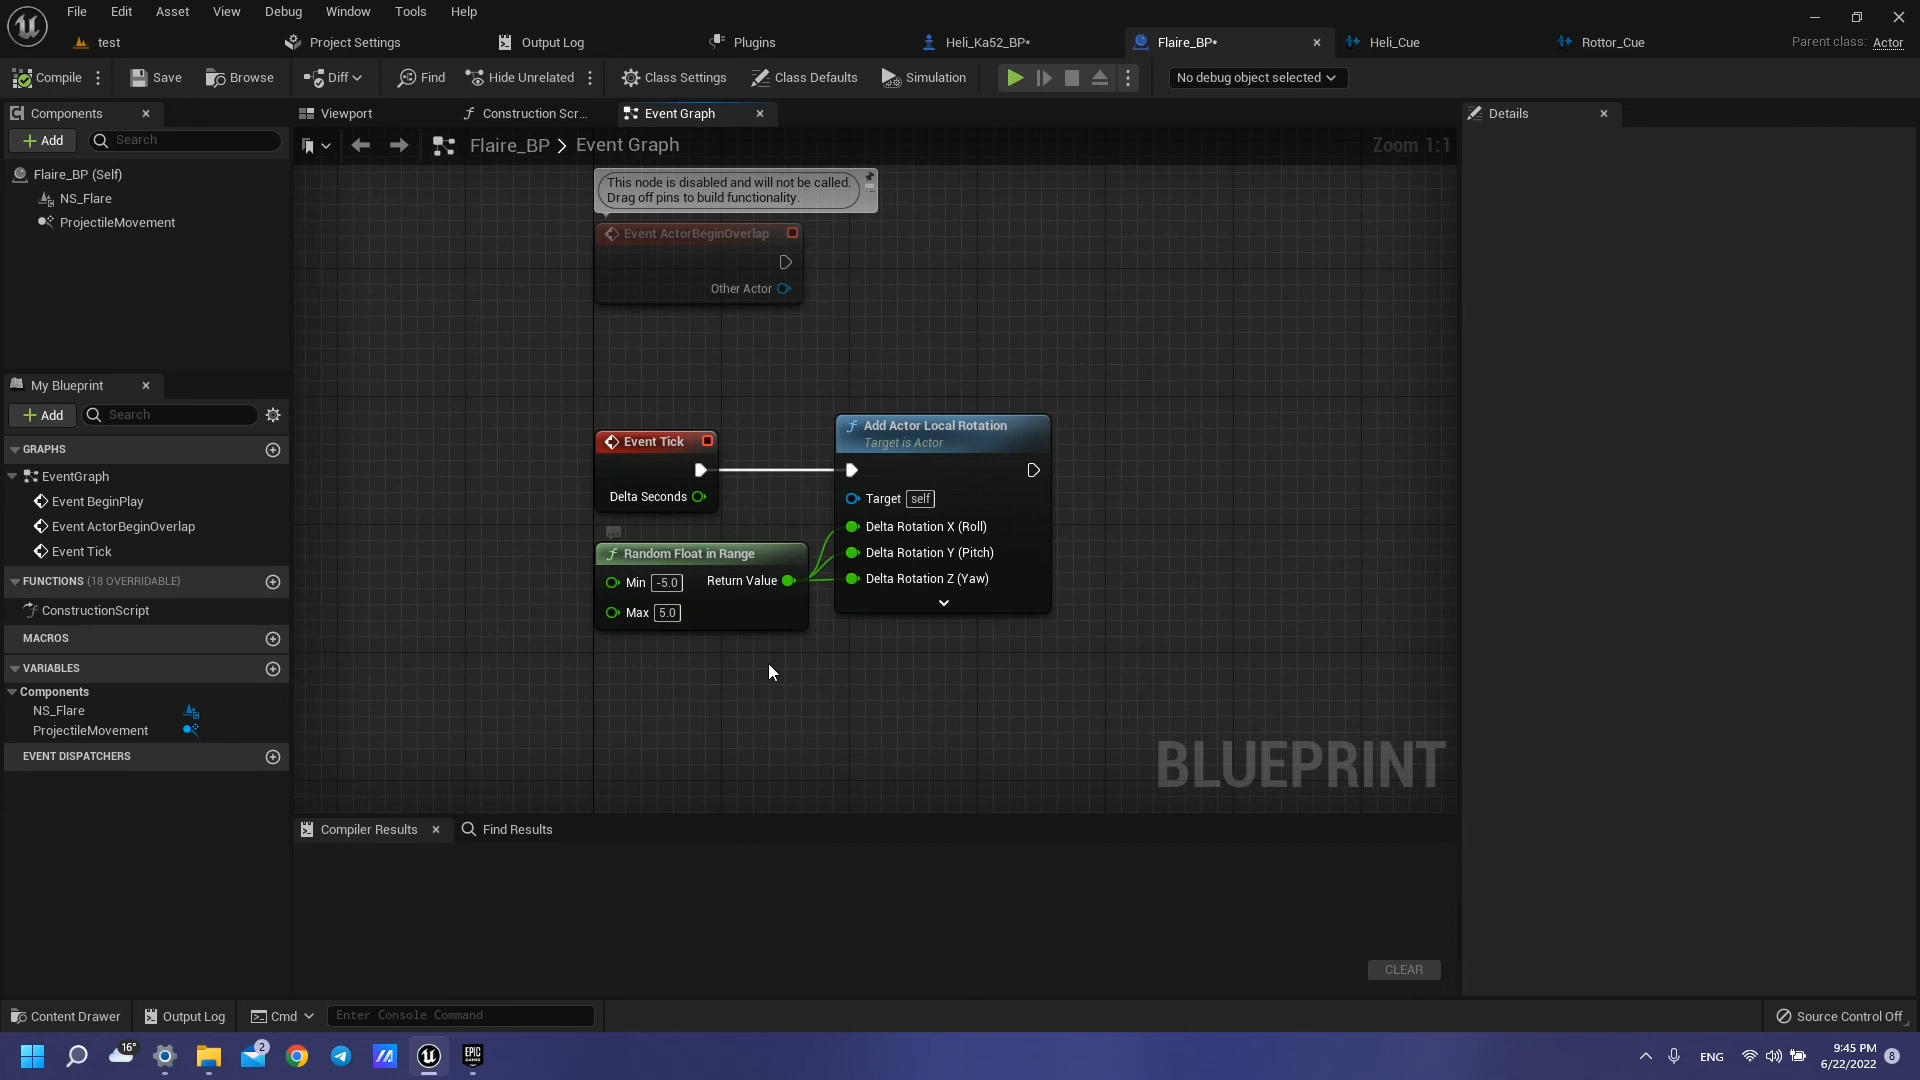 File Edit Asset View Debug Window Tools Help
test Project Settings Output Log Plugins Heli_Ka52_BP* Flaire_BP* Heli_Cue Rottor_Cue Parent class: Actor
Compile Save Browse Diff Find Hide Unrelated Class Settings Class Defaults Simulation No debug object selected
Components Viewport Construction Scr... Event Graph Details
Add Search Flaire_BP > Event Graph Zoom 1:1
Flaire_BP (Self)
NS_Flare
ProjectileMovement
This node is disabled and will not be called.
Drag off pins to build functionality.
Event ActorBeginOverlap
Other Actor
My Blueprint
Add Search
GRAPHS
EventGraph
Event BeginPlay
Event ActorBeginOverlap
Event Tick
FUNCTIONS (18 OVERRIDABLE)
ConstructionScript
MACROS
VARIABLES
Components
NS_Flare
ProjectileMovement
EVENT DISPATCHERS
Event Tick
Delta Seconds
Add Actor Local Rotation
Target is Actor
Target self
Delta Rotation X (Roll)
Delta Rotation Y (Pitch)
Delta Rotation Z (Yaw)
Random Float in Range
Min -5.0 Return Value
Max 5.0
BLUEPRINT
Compiler Results Find Results
CLEAR
Content Drawer Output Log Cmd Enter Console Command Source Control Off
16° 2 EPIC GAMES ENG 9:45 PM 8
6/22/2022